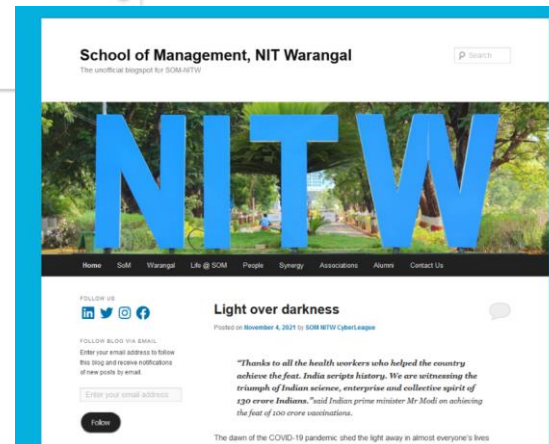 School of Management, NIT Warangal
The unofficial blogspot for SOM-NITW
Search
NITW
Home SoM Warangal Life @ SOM People Synergy Associations Alumni Contact Us
FOLLOW US
FOLLOW BLOG VIA EMAIL
Enter your email address to follow
this blog and receive notifications
of new posts by email.
Enter your email address
Follow
Light over darkness
Posted on November 4, 2021 by SOM NITW CyberLeague
"Thanks to all the health workers who helped the country
achieve the feat. India scripts history. We are witnessing the
triumph of Indian science, enterprise and collective spirit of
130 crore Indians."said Indian prime minister Mr Modi on achieving
the feat of 100 crore vaccinations.
The dawn of the COVID-19 pandemic shed the light away in almost everyone's lives